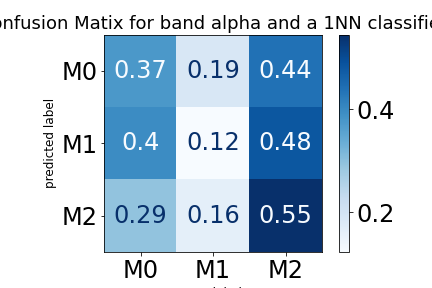 onfusion Matix for band alpha and a 1NN classifie
M0 0.37 0.19 0.44
0.4
M1 0.4 0.12 0.48
predicted label
M2 0.29 0.16 0.55
0.2
M0 M1 M2